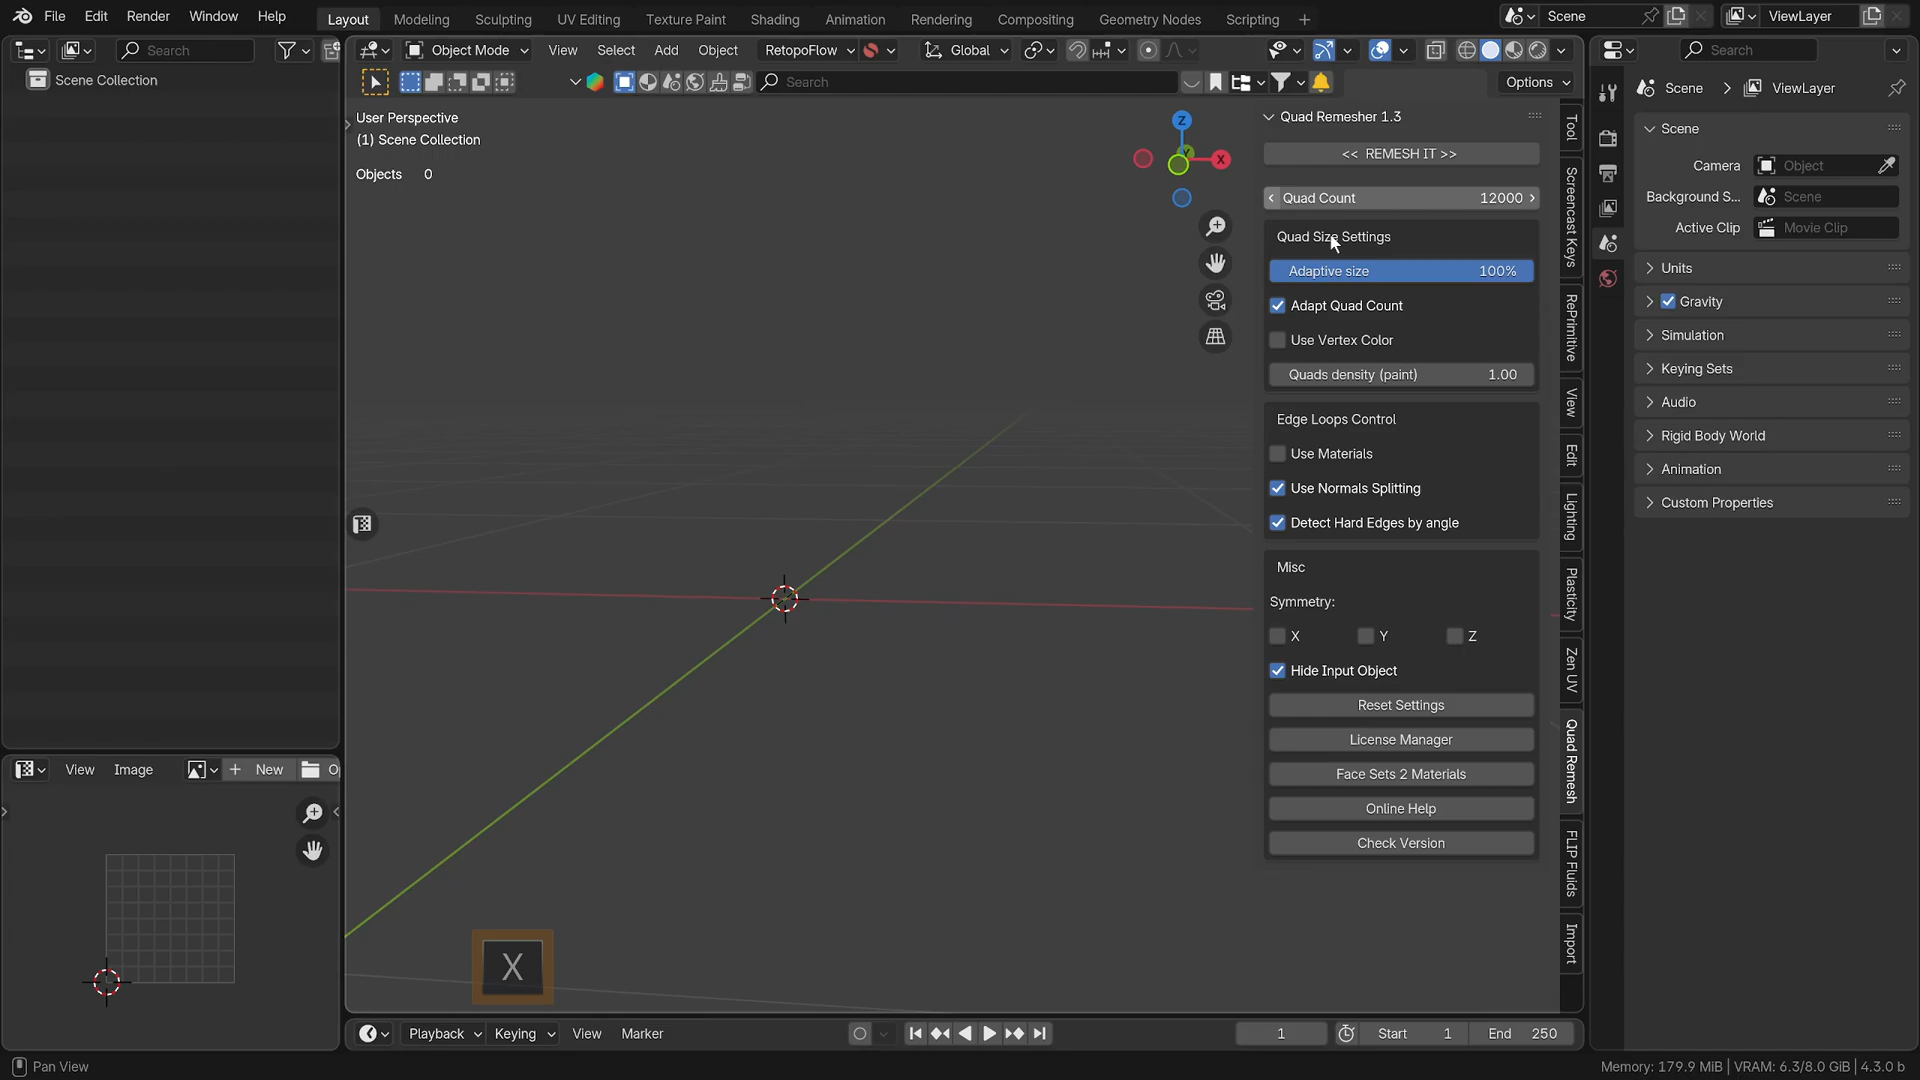 File Edit Render Window Help
Layout Modeling Sculpting UV Editing Texture Paint Shading Animation Rendering Compositing Geometry Nodes Scripting +
Scene ViewLayer
Search
Object Mode View Select Add Object RetopoFlow Global
Search
Scene Collection
Search
Options
User Perspective
(1) Scene Collection
Objects 0
Z
Y
X
Quad Remesher 1.3
<< REMESH IT >>
Quad Count 12000
Quad Size Settings
Adaptive size 100%
Adapt Quad Count
Use Vertex Color
Quads density (paint) 1.00
Edge Loops Control
Use Materials
Use Normals Splitting
Detect Hard Edges by angle
Misc
Symmetry:
X Y Z
Hide Input Object
Reset Settings
License Manager
Face Sets 2 Materials
Online Help
Check Version
Tool
Screencast Keys
RePrimitive
View
Edit
Lighting
Plasticity
Zen UV
Quad Remesh
FLIP Fluids
Import
Scene > ViewLayer
Scene
Camera Object
Background S... Scene
Active Clip Movie Clip
Units
Gravity
Simulation
Keying Sets
Audio
Rigid Body World
Animation
Custom Properties
View Image + New O
X
Playback Keying View Marker
1 Start 1 End 250
Pan View
Memory: 179.9 MiB | VRAM: 6.3/8.0 GiB | 4.3.0 b